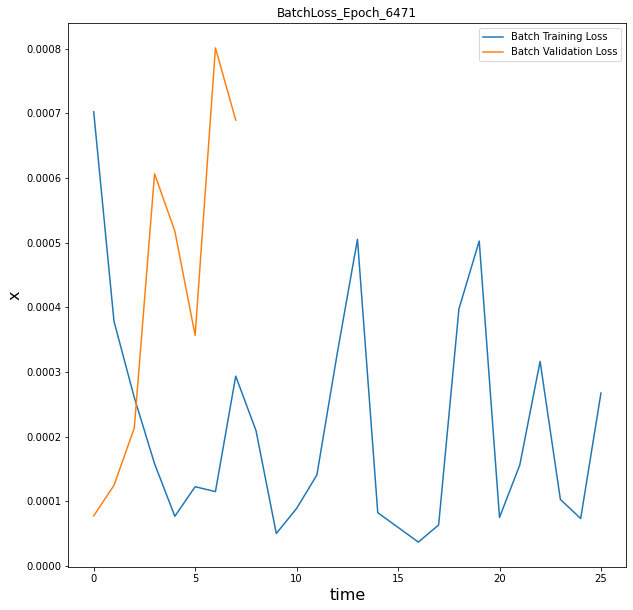 BatchLoss_Epoch_6471
Batch Training Loss
Batch Validation Loss
0.0008
0.0007
0.0006
0.0005
0.0004
0.0003
0.0002
0.0001
0.0000
x
0 5 10 15 20 25
time